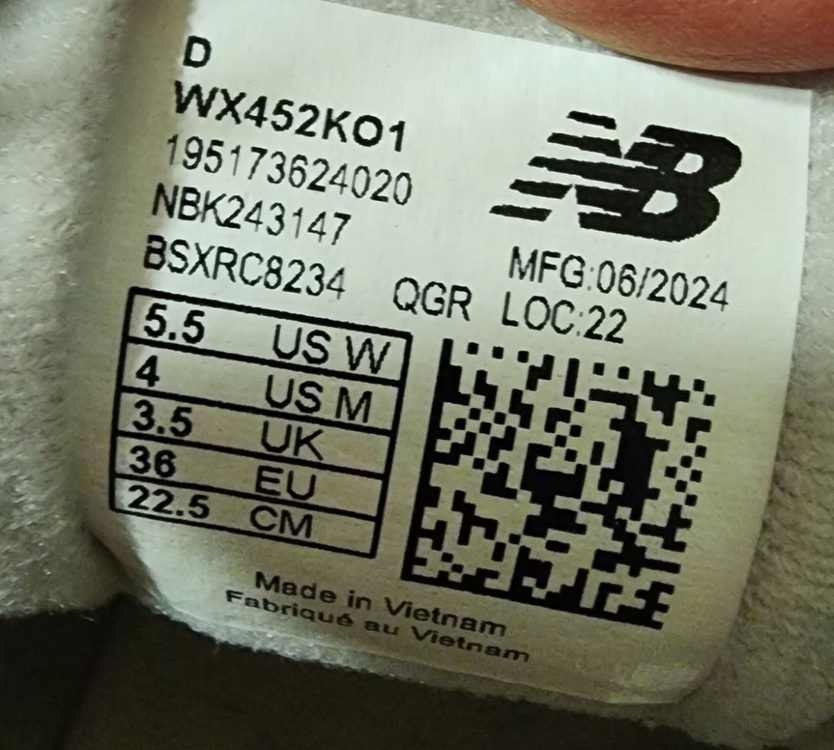 D
WX452KO1
195173624020
NBK243147
BSXRC8234 QGR
NB
MFG:06/2024
LOC:22
5.5 US W
4 US M
3.5 UK
36 EU
22.5 CM
Made in Vietnam
Fabriqué au Vietnam